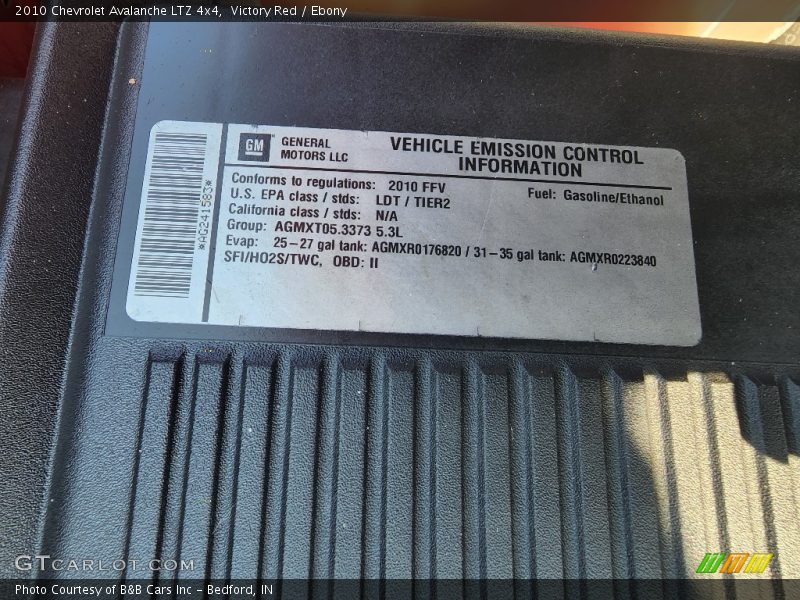 2010 Chevrolet Avalanche LTZ 4x4, Victory Red / Ebony
*AG241583*
GM GENERAL MOTORS LLC
VEHICLE EMISSION CONTROL
INFORMATION
Conforms to regulations: 2010 FFV
Fuel: Gasoline/Ethanol
U.S. EPA class / stds: LDT / TIER2
California class / stds: N/A
Group: AGMXT05.3373 5.3L
Evap: 25-27 gal tank: AGMXR0176820 / 31-35 gal tank: AGMXR0223840
SFI/HO2S/TWC, OBD: II
GTcarlot.com
Photo Courtesy of B&B Cars Inc - Bedford, IN